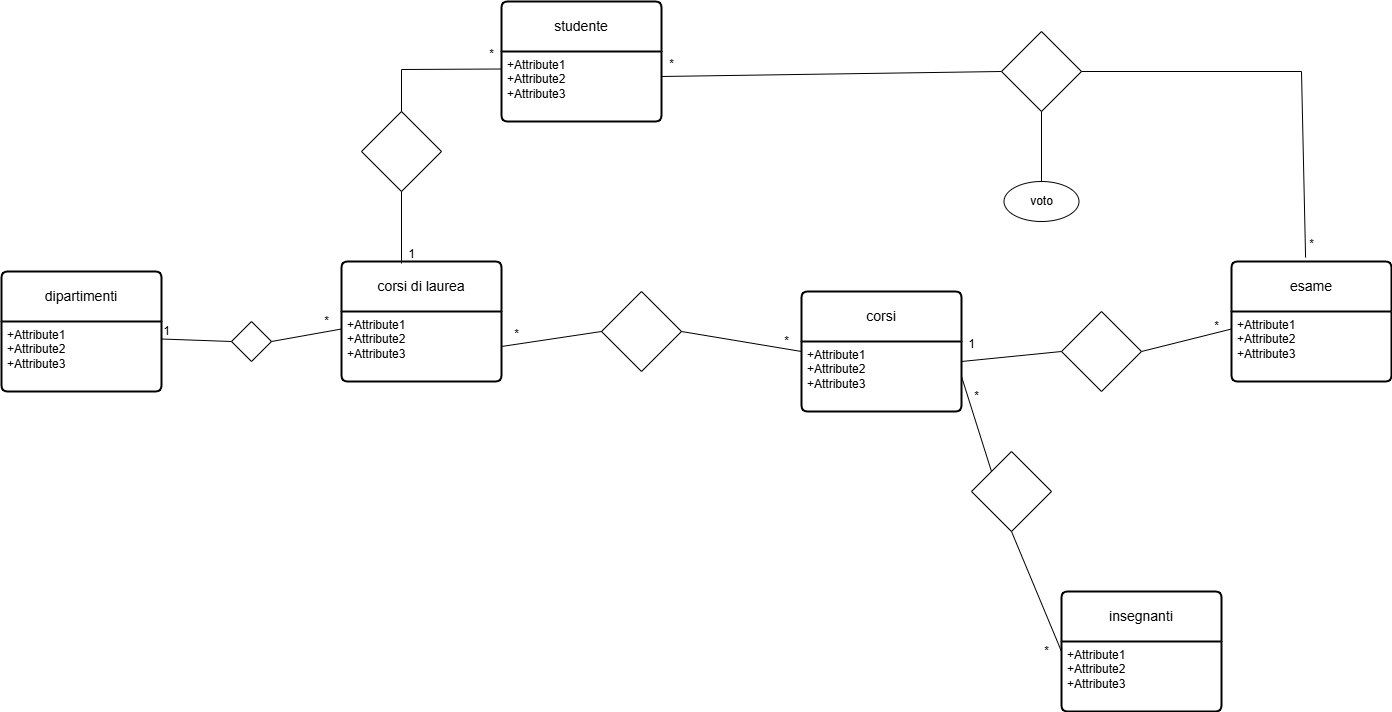 studente
+Attribute1
+Attribute2
+Attribute3
*
*
voto
*
1
dipartimenti
+Attribute1
+Attribute2
+Attribute3
1
*
corsi di laurea
+Attribute1
+Attribute2
+Attribute3
*
*
corsi
+Attribute1
+Attribute2
+Attribute3
1
*
*
esame
+Attribute1
+Attribute2
+Attribute3
*
insegnanti
+Attribute1
+Attribute2
+Attribute3